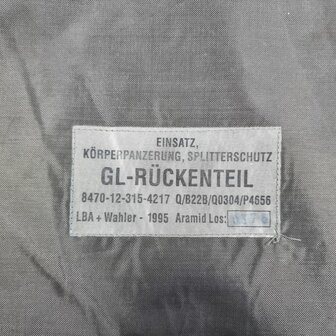 EINSATZ,
KÖRPERPANZERUNG, SPLITTERSCHUTZ
GL-RÜCKENTEIL
8470-12-315-4217 Q/B22B/Q0304/P4656
LBA + Wahler - 1995 Aramid Los: